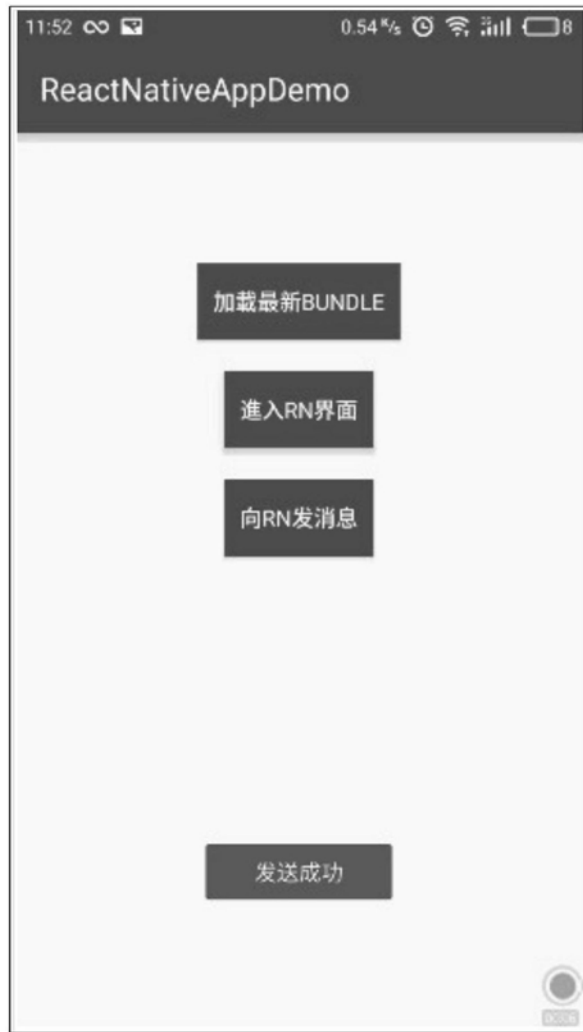 11:52 0.54 K/s 8
ReactNativeAppDemo
加載最新BUNDLE
進入RN界面
向RN发消息
发送成功